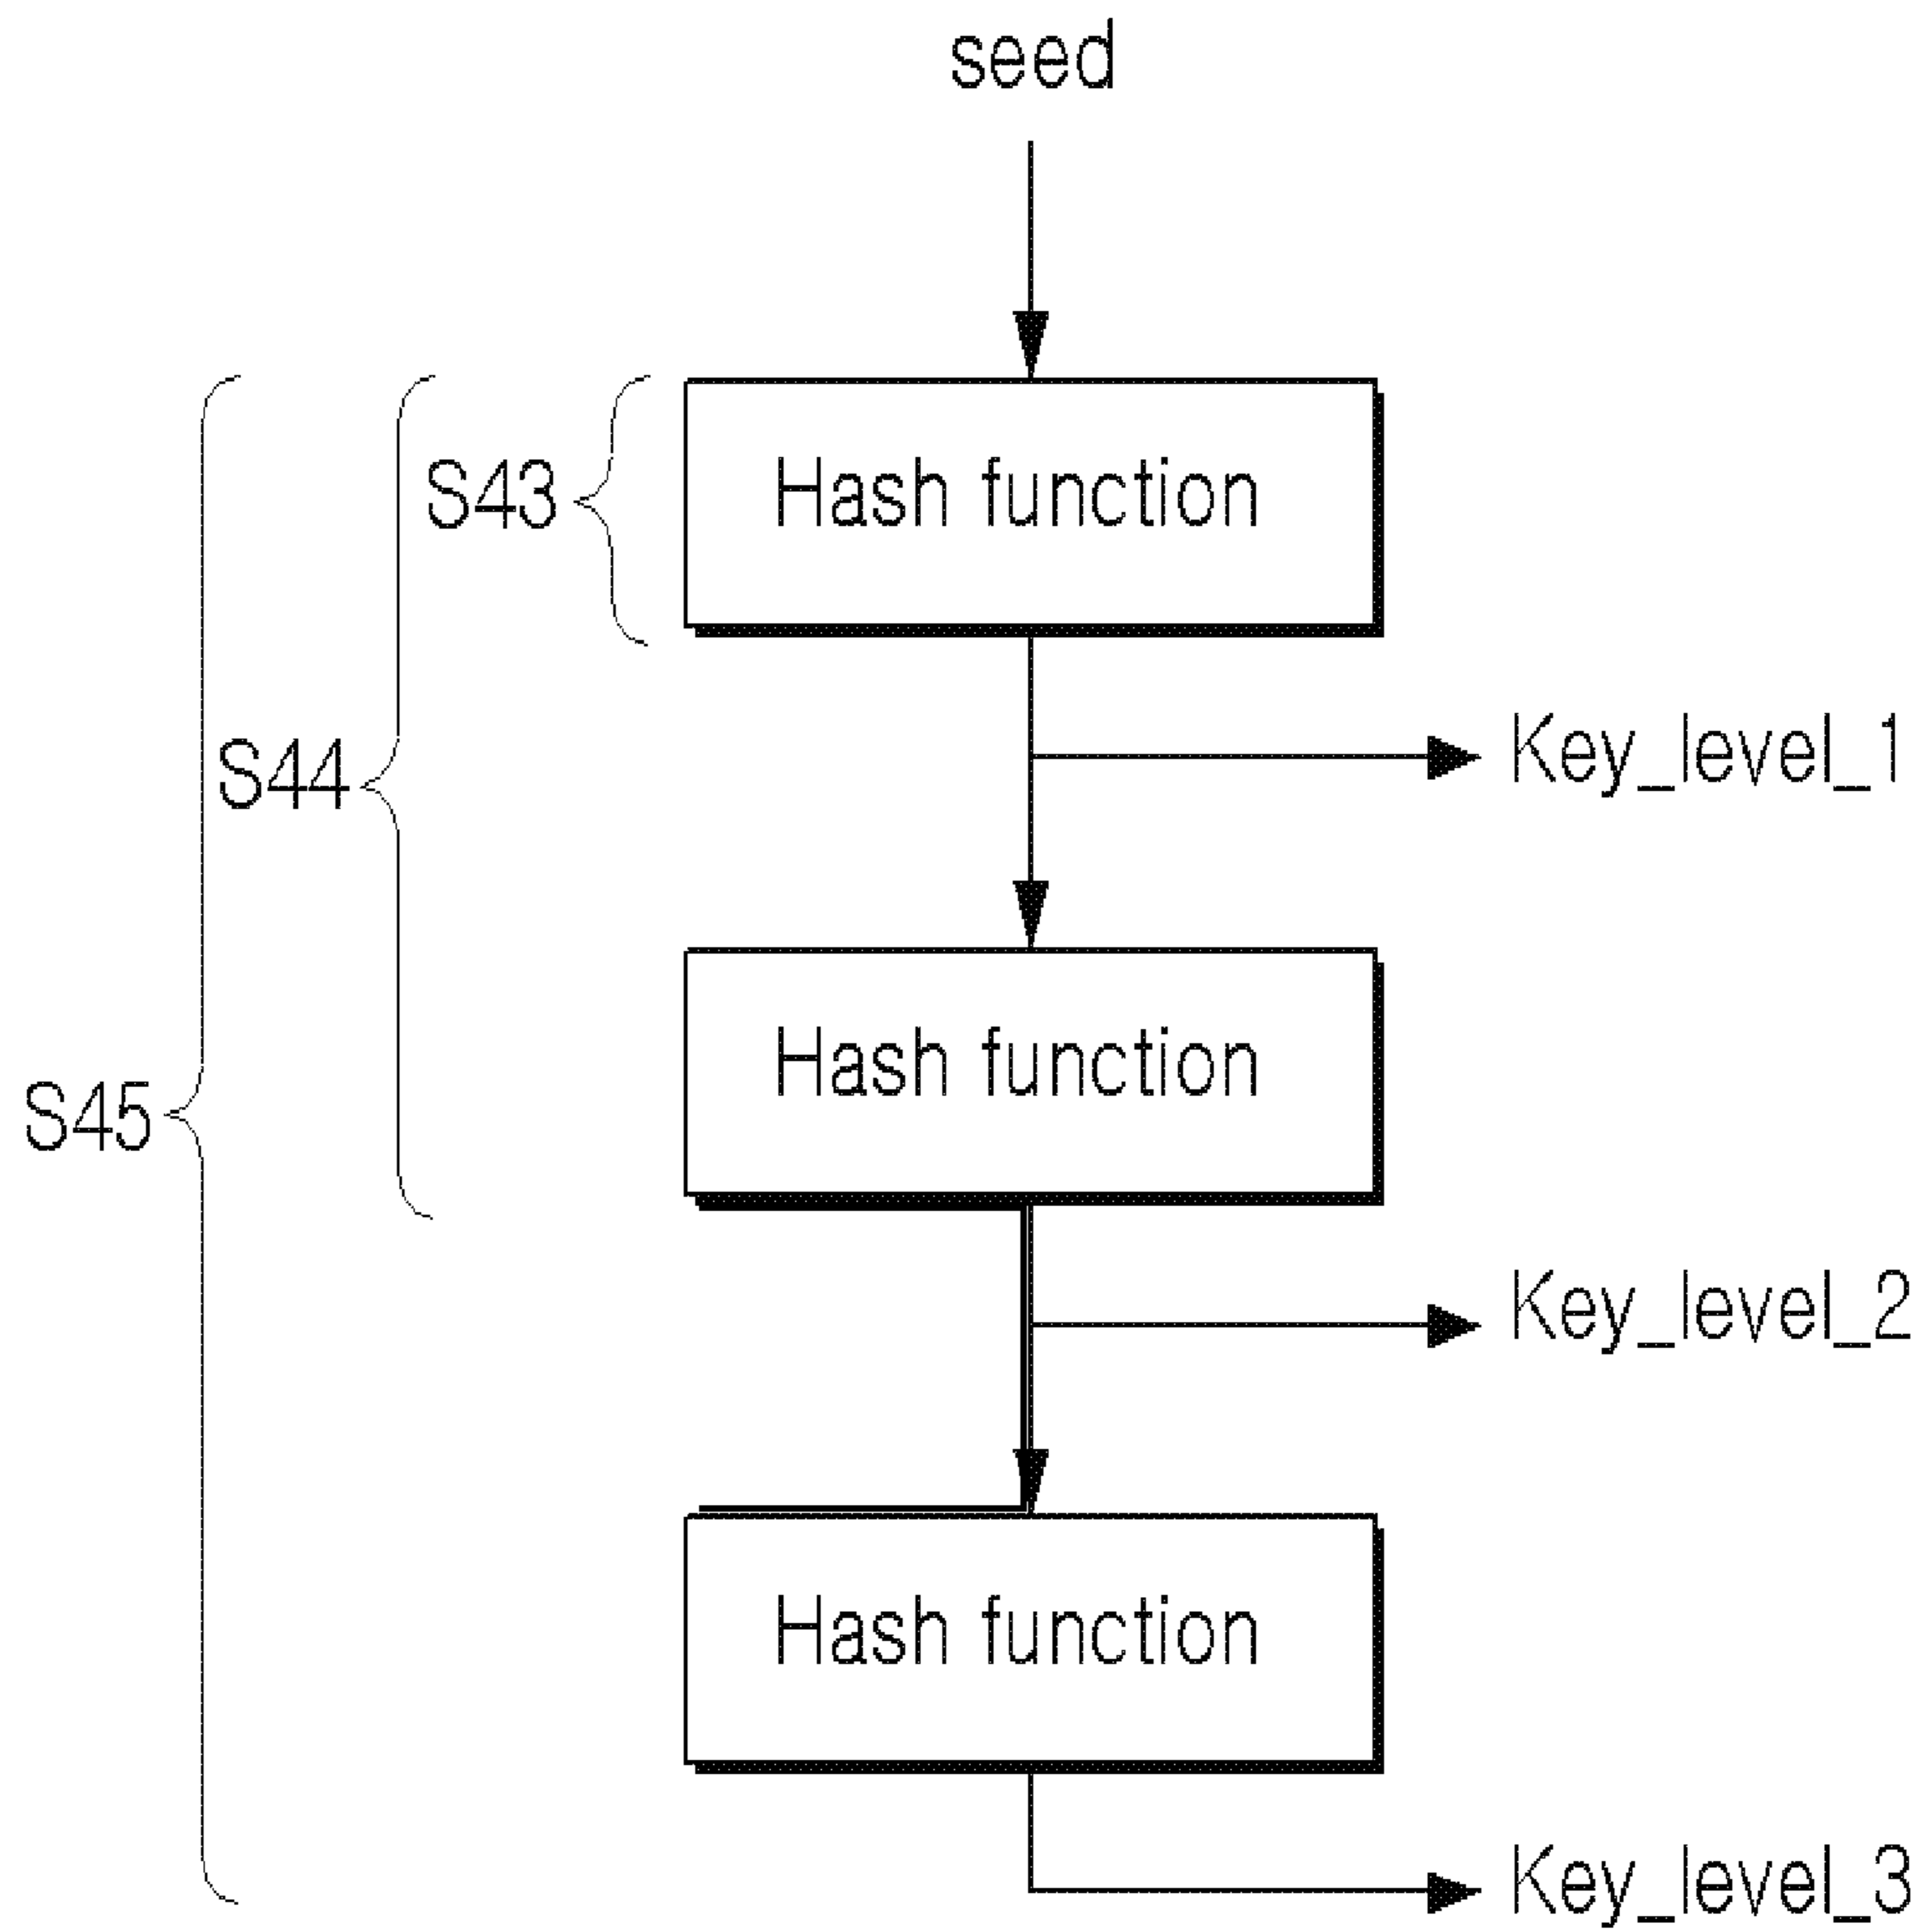 seed
S43
Hash function
S44
Key_level_1
S45
Hash function
Key_level_2
Hash function
Key_level_3